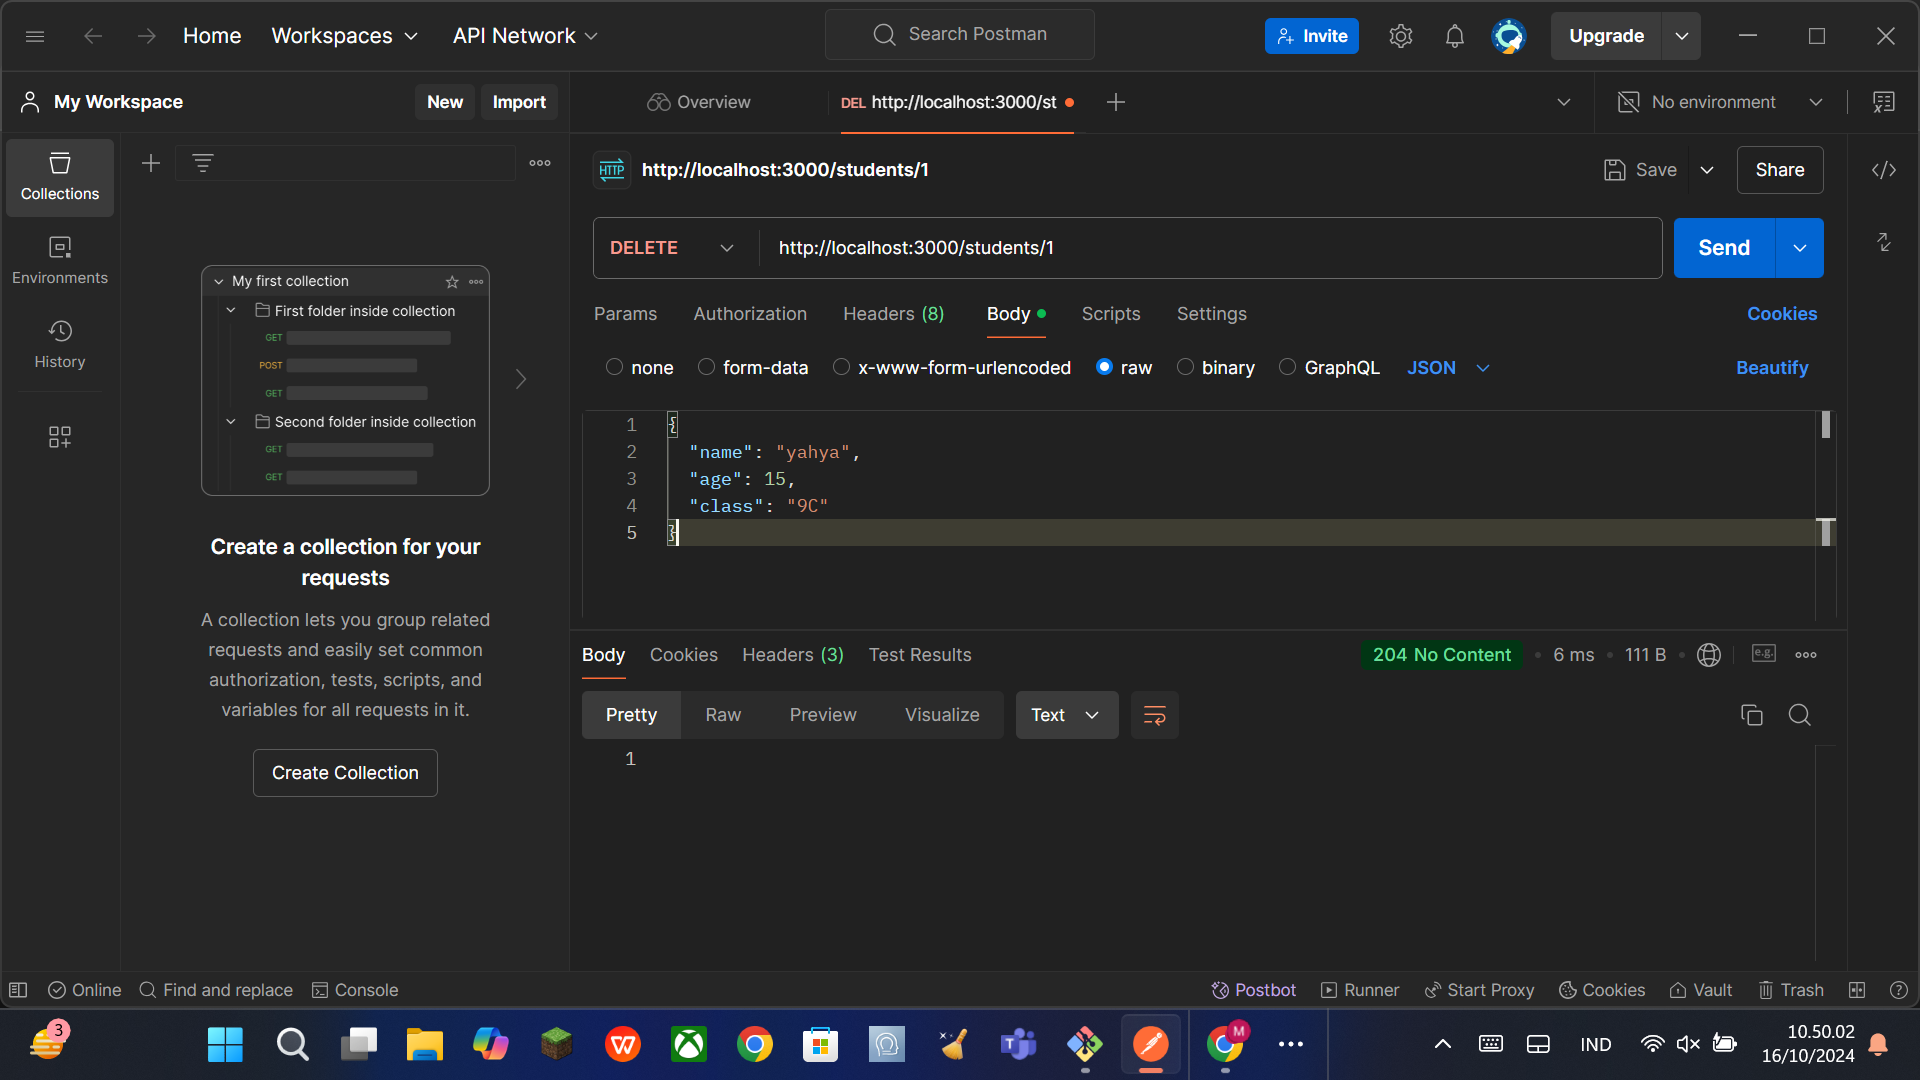 Home
Workspaces
API Network
Search Postman
Invite
Upgrade
My Workspace
New
Import
Overview
DEL http://localhost:3000/st
No environment
Collections
Environments
History
My first collection
First folder inside collection
GET
POST
GET
Second folder inside collection
GET
GET
Create a collection for your
requests
A collection lets you group related
requests and easily set common
authorization, tests, scripts, and
variables for all requests in it.
Create Collection
HTTP
http://localhost:3000/students/1
Save
Share
DELETE
http://localhost:3000/students/1
Send
Params
Authorization
Headers (8)
Body
Scripts
Settings
Cookies
none
form-data
x-www-form-urlencoded
raw
binary
GraphQL
JSON
Beautify
1 {
2 "name": "yahya",
3 "age": 15,
4 "class": "9C"
5 }
Body
Cookies
Headers (3)
Test Results
204 No Content
6 ms
111 B
e.g.
Pretty
Raw
Preview
Visualize
Text
1
Online
Find and replace
Console
Postbot
Runner
Start Proxy
Cookies
Vault
Trash
3
M
IND
10.50.02
16/10/2024